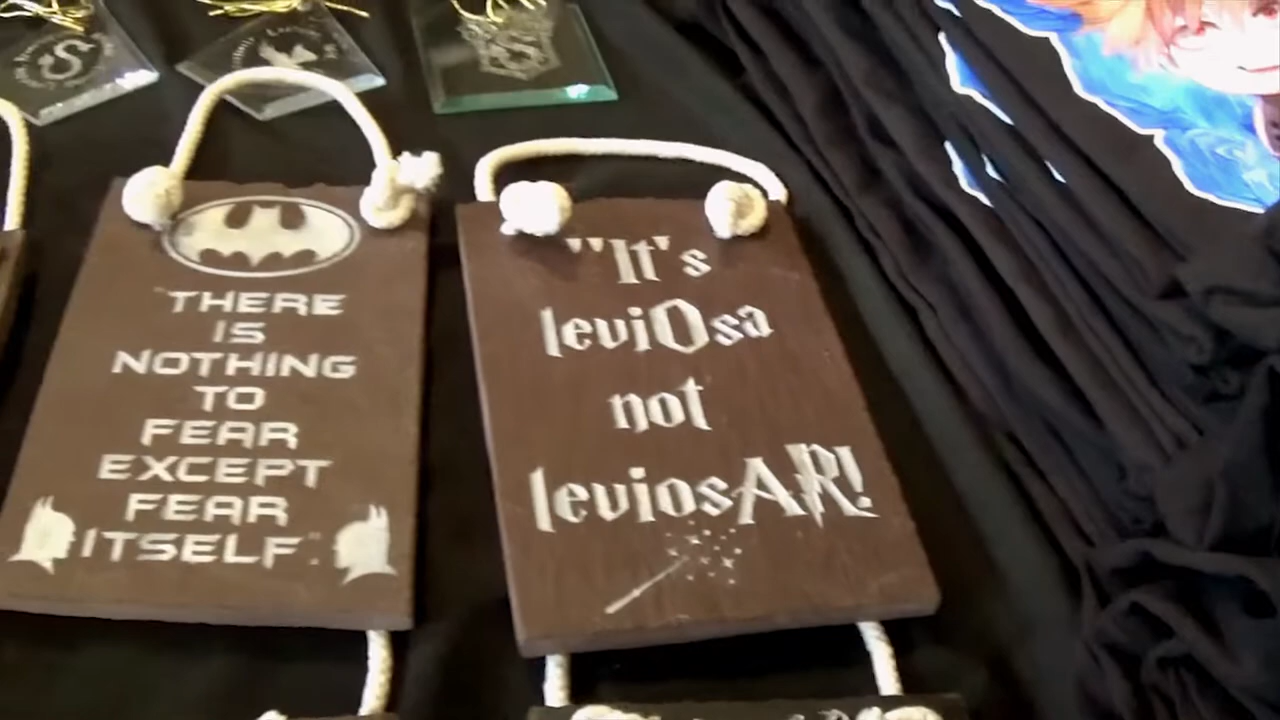 "THERE
IS
NOTHING
TO
FEAR
EXCEPT
FEAR
ITSELF".
"It's
leviOsa
not
leviosAR!